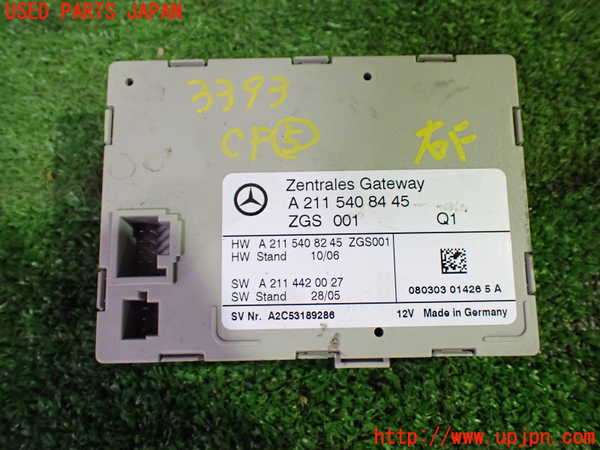 USED PARTS JAPAN
3393
CF⑤
右F
Zentrales Gateway
A 211 540 84 45
ZGS 001 Q1
HW A 211 540 82 45 ZGS001
HW Stand 10/06
SW A 211 442 00 27
SW Stand 28/05
080303 01426 5 A
SV Nr. A2C53189286
12V Made in Germany
http://www.upjpn.com/